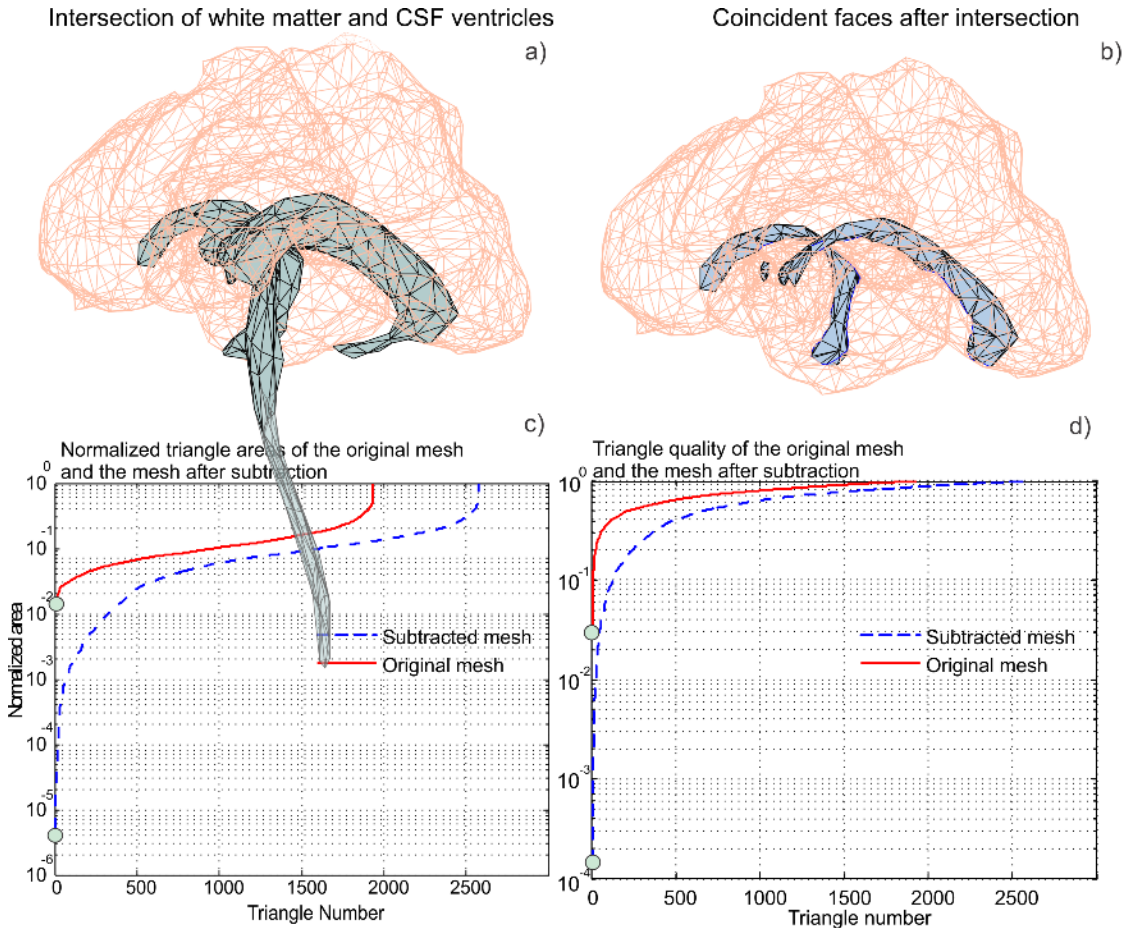 Intersection of white matter and CSF ventricles
Coincident faces after intersection
a)
b)
c)
Normalized triangle areas of the original mesh
and the mesh after subtraction
10 0
10 -1
10 -2
10 -3
10 -4
10 -5
10 -6
Normalized area
Subtracted mesh
Original mesh
0 500 1000 1500 2000 2500
Triangle Number
d)
Triangle quality of the original mesh
and the mesh after subtraction
10 0
10 -1
10 -2
10 -3
10 -4
Subtracted mesh
Original mesh
0 500 1000 1500 2000 2500
Triangle number